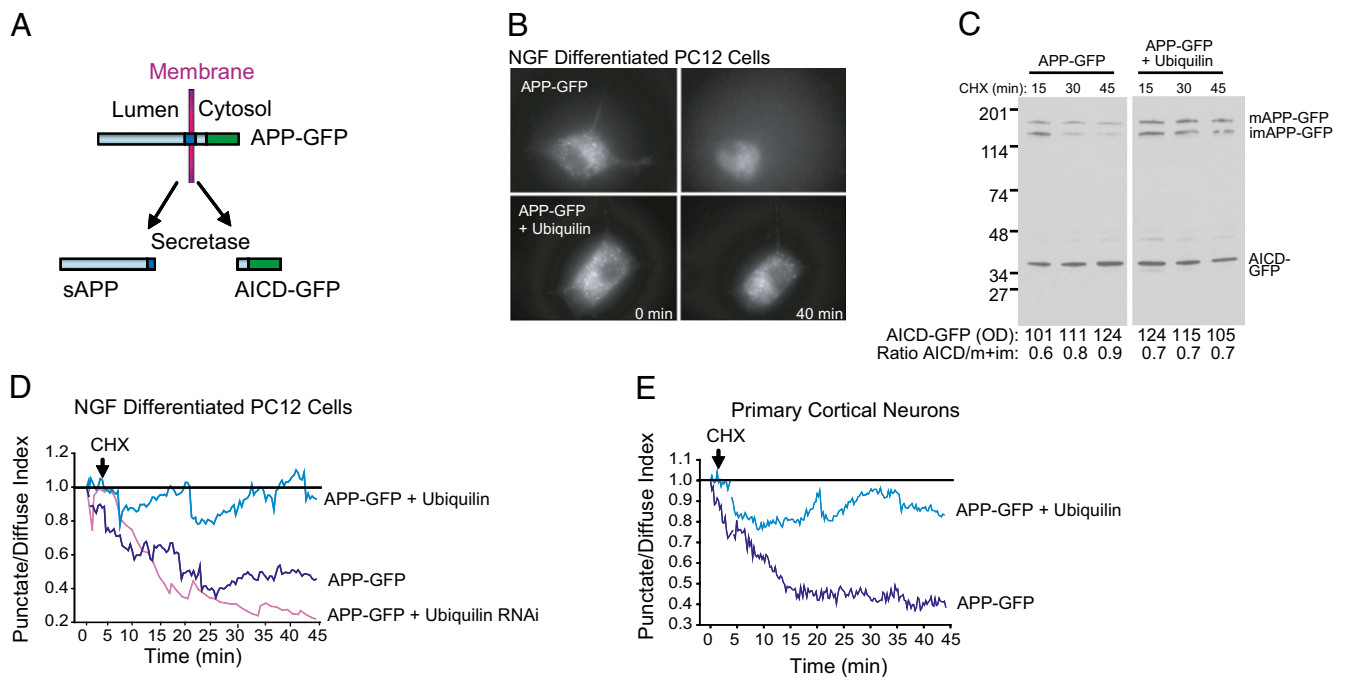 A
Membrane
Lumen
Cytosol
APP-GFP
Secretase
sAPP
AICD-GFP
B
NGF Differentiated PC12 Cells
APP-GFP
APP-GFP
+ Ubiquilin
0 min
40 min
C
APP-GFP
APP-GFP
+ Ubiquilin
CHX (min): 15 30 45 15 30 45
201
114
74
48
34
27
mAPP-GFP
imAPP-GFP
AICD-
GFP
AICD-GFP (OD): 101 111 124 124 115 105
Ratio AICD/m+im: 0.6 0.8 0.9 0.7 0.7 0.7
D
NGF Differentiated PC12 Cells
Punctate/Diffuse Index
CHX
1.2
1.0
0.8
0.6
0.4
0.2
APP-GFP + Ubiquilin
APP-GFP
APP-GFP + Ubiquilin RNAi
0 5 10 15 20 25 30 35 40 45
Time (min)
E
Primary Cortical Neurons
Punctate/Diffuse Index
CHX
1.1
1.0
0.9
0.8
0.7
0.6
0.5
0.4
0.3
APP-GFP + Ubiquilin
APP-GFP
0 5 10 15 20 25 30 35 40 45
Time (min)